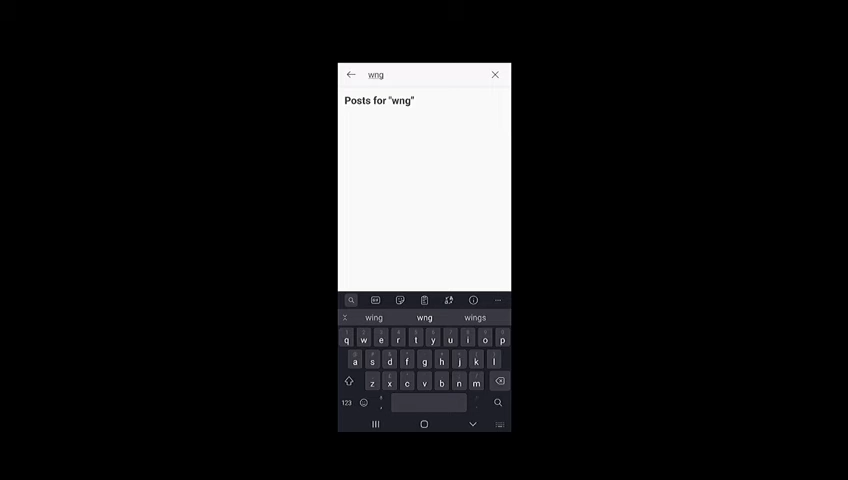 wng
Posts for "wng"
wing wng wings
q w e r t y u i o p
a s d f g h j k l
z x c v b n m
123